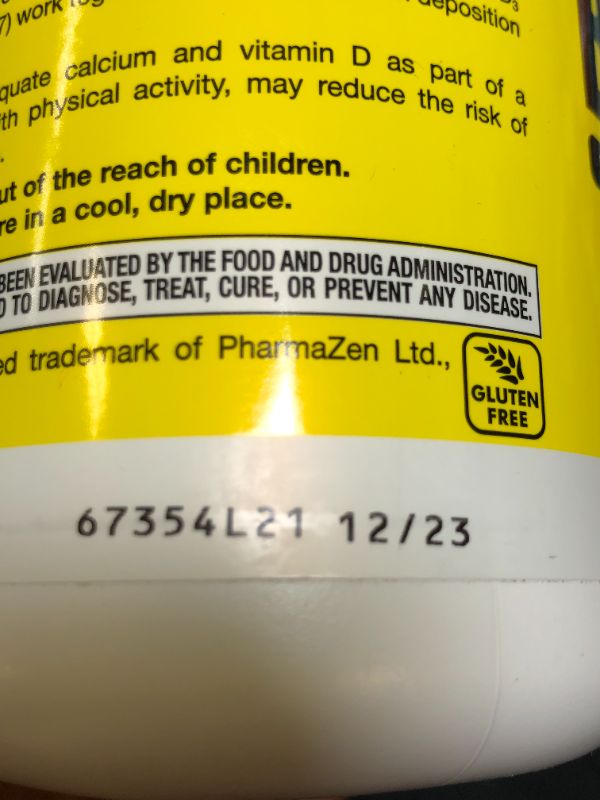 7) work
deposition
calcium and vitamin D as part of a
physical activity, may reduce the risk of
of the reach of children.
in a cool, dry place.
BEEN EVALUATED BY THE FOOD AND DRUG ADMINISTRATION.
TO DIAGNOSE, TREAT, CURE, OR PREVENT ANY DISEASE.
trademark of PharmaZen Ltd.,
GLUTEN
FREE
67354L21 12/23